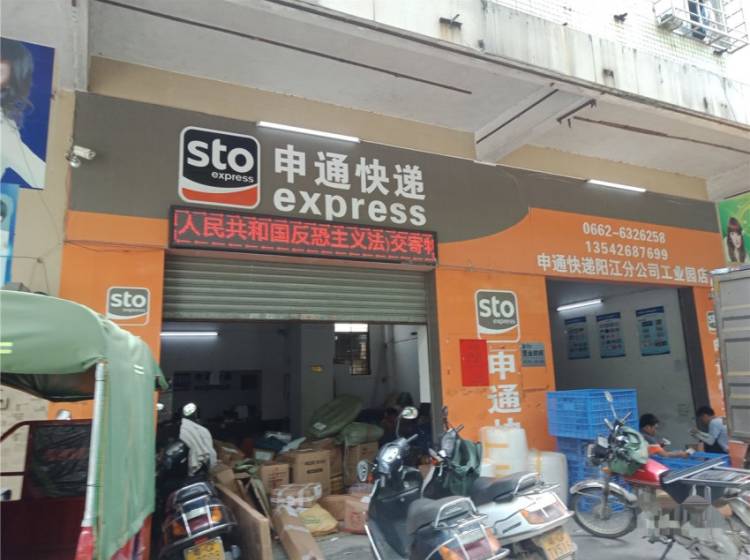 sto
express
申通快递
express
人民共和国反恐主义法)交寄物
0662-6326258
13542687699
申通快递阳江分公司工业园店
sto
express
sto
express
申通快